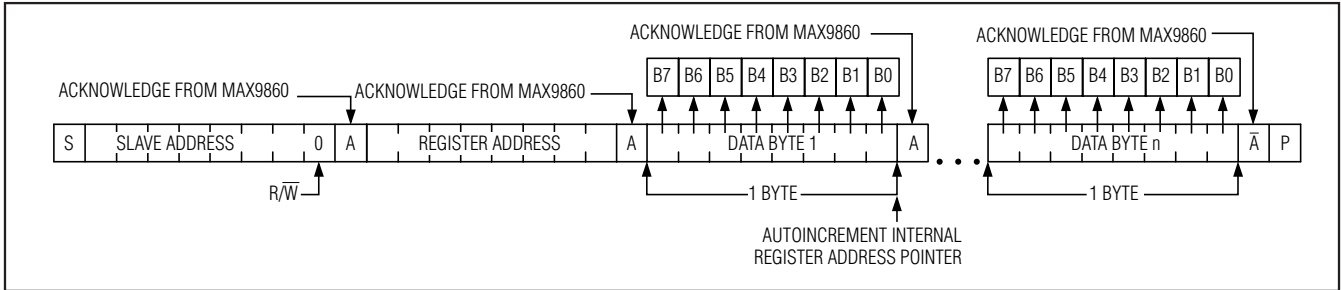 ACKNOWLEDGE FROM MAX9860
ACKNOWLEDGE FROM MAX9860
B7 B6 B5 B4 B3 B2 B1 B0
B7 B6 B5 B4 B3 B2 B1 B0
ACKNOWLEDGE FROM MAX9860
ACKNOWLEDGE FROM MAX9860
S SLAVE ADDRESS 0 A REGISTER ADDRESS A DATA BYTE 1 A DATA BYTE n A̅ P
R/W̅
1 BYTE
1 BYTE
AUTOINCREMENT INTERNAL
REGISTER ADDRESS POINTER